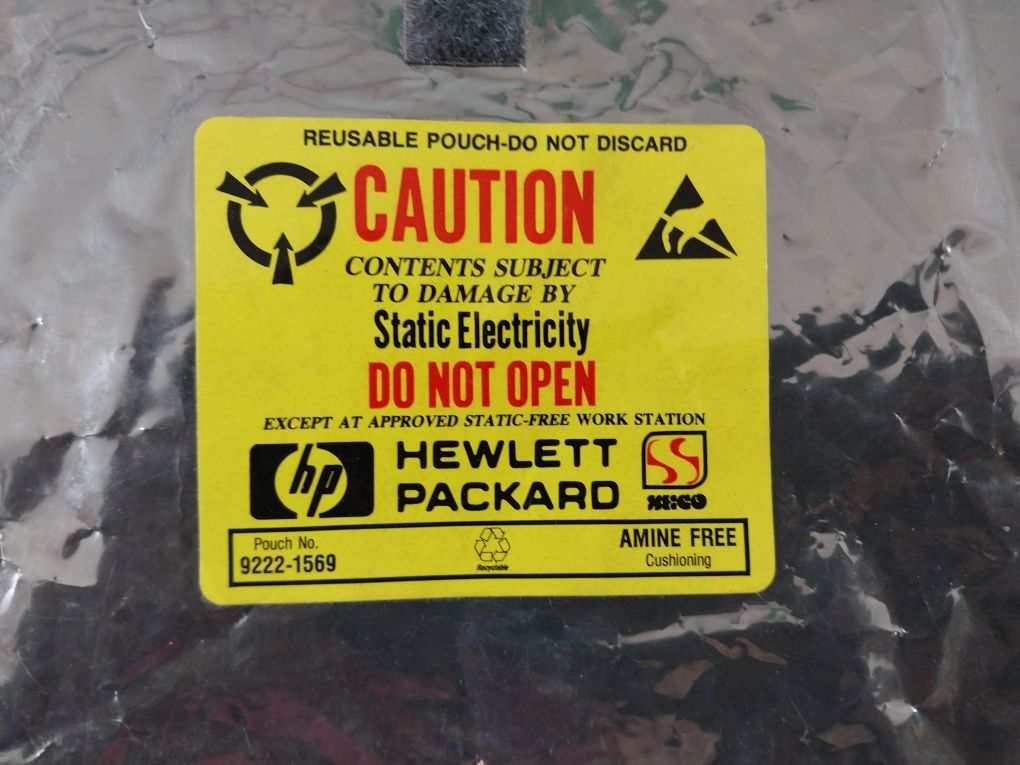 REUSABLE POUCH-DO NOT DISCARD
CAUTION
CONTENTS SUBJECT
TO DAMAGE BY
Static Electricity
DO NOT OPEN
EXCEPT AT APPROVED STATIC-FREE WORK STATION
hp
HEWLETT
PACKARD
Pouch No.
9222-1569
Recyclable
AMINE FREE
Cushioning